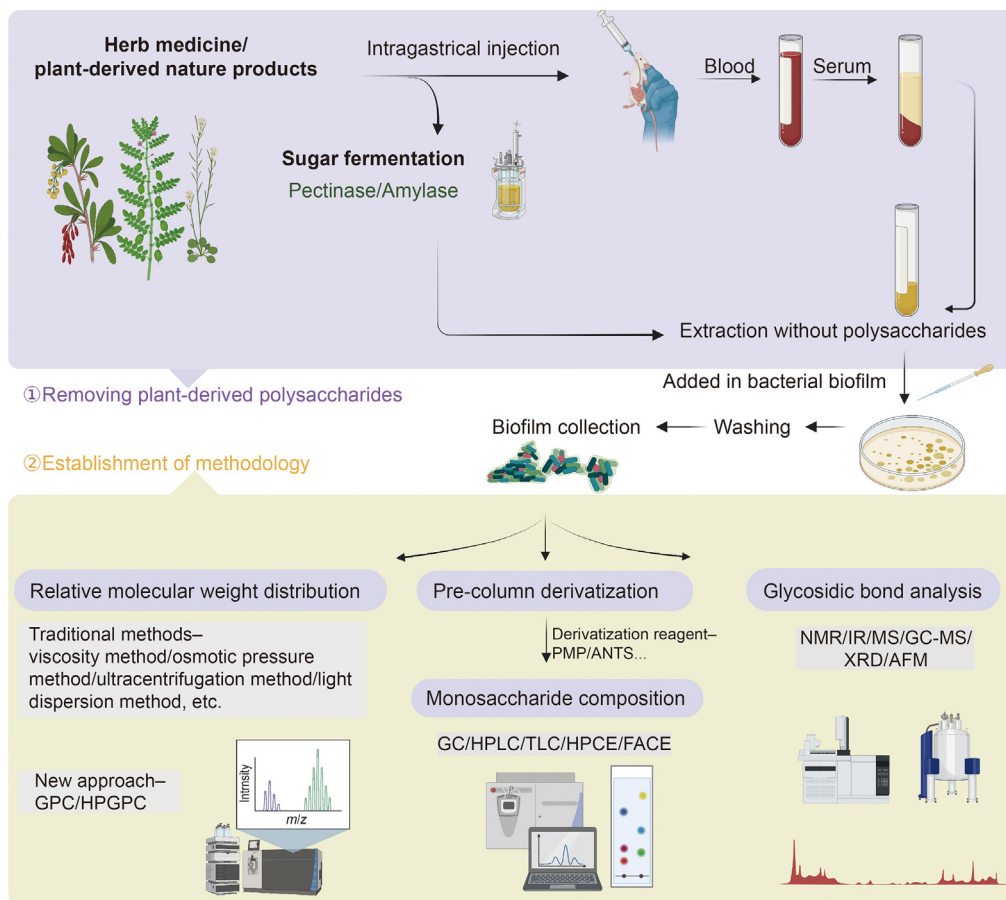 Herb medicine/
plant-derived nature products
Intragastrical injection
Blood
Serum
Sugar fermentation
Pectinase/Amylase
Extraction without polysaccharides
①Removing plant-derived polysaccharides
Added in bacterial biofilm
Biofilm collection
Washing
②Establishment of methodology
Relative molecular weight distribution
Traditional methods–
viscosity method/osmotic pressure
method/ultracentrifugation method/light
dispersion method, etc.
New approach–
GPC/HPGPC
Intrnsity
m/z
Pre-column derivatization
Derivatization reagent–
PMP/ANTS...
Monosaccharide composition
GC/HPLC/TLC/HPCE/FACE
Glycosidic bond analysis
NMR/IR/MS/GC-MS/
XRD/AFM